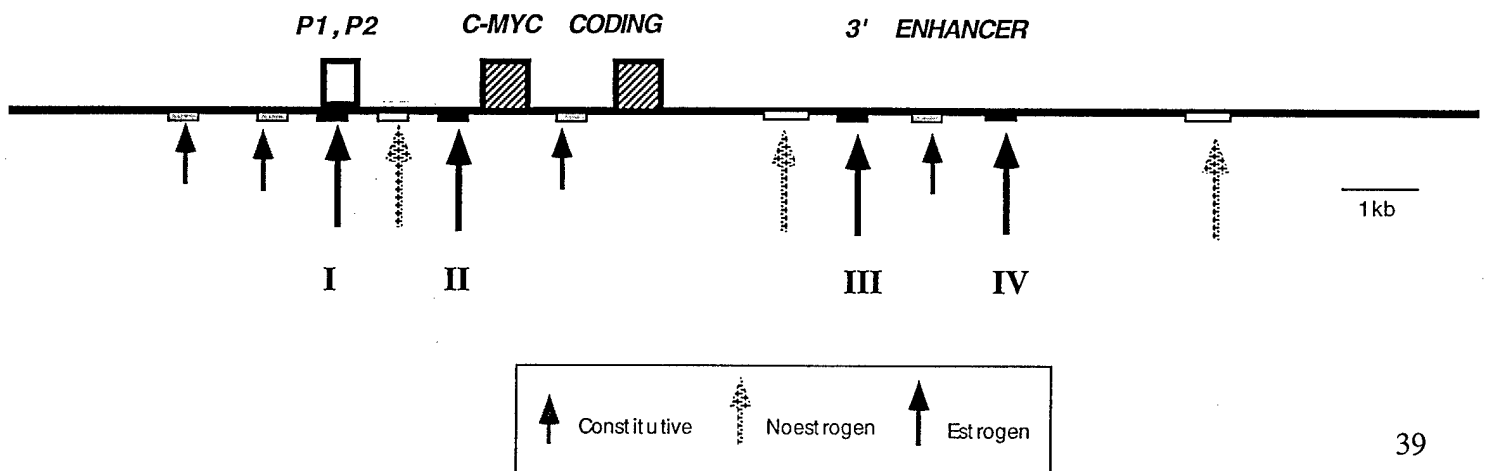 P1, P2 C-MYC CODING 3' ENHANCER
1kb
I II III IV
Constitutive Noestrogen Estrogen
39